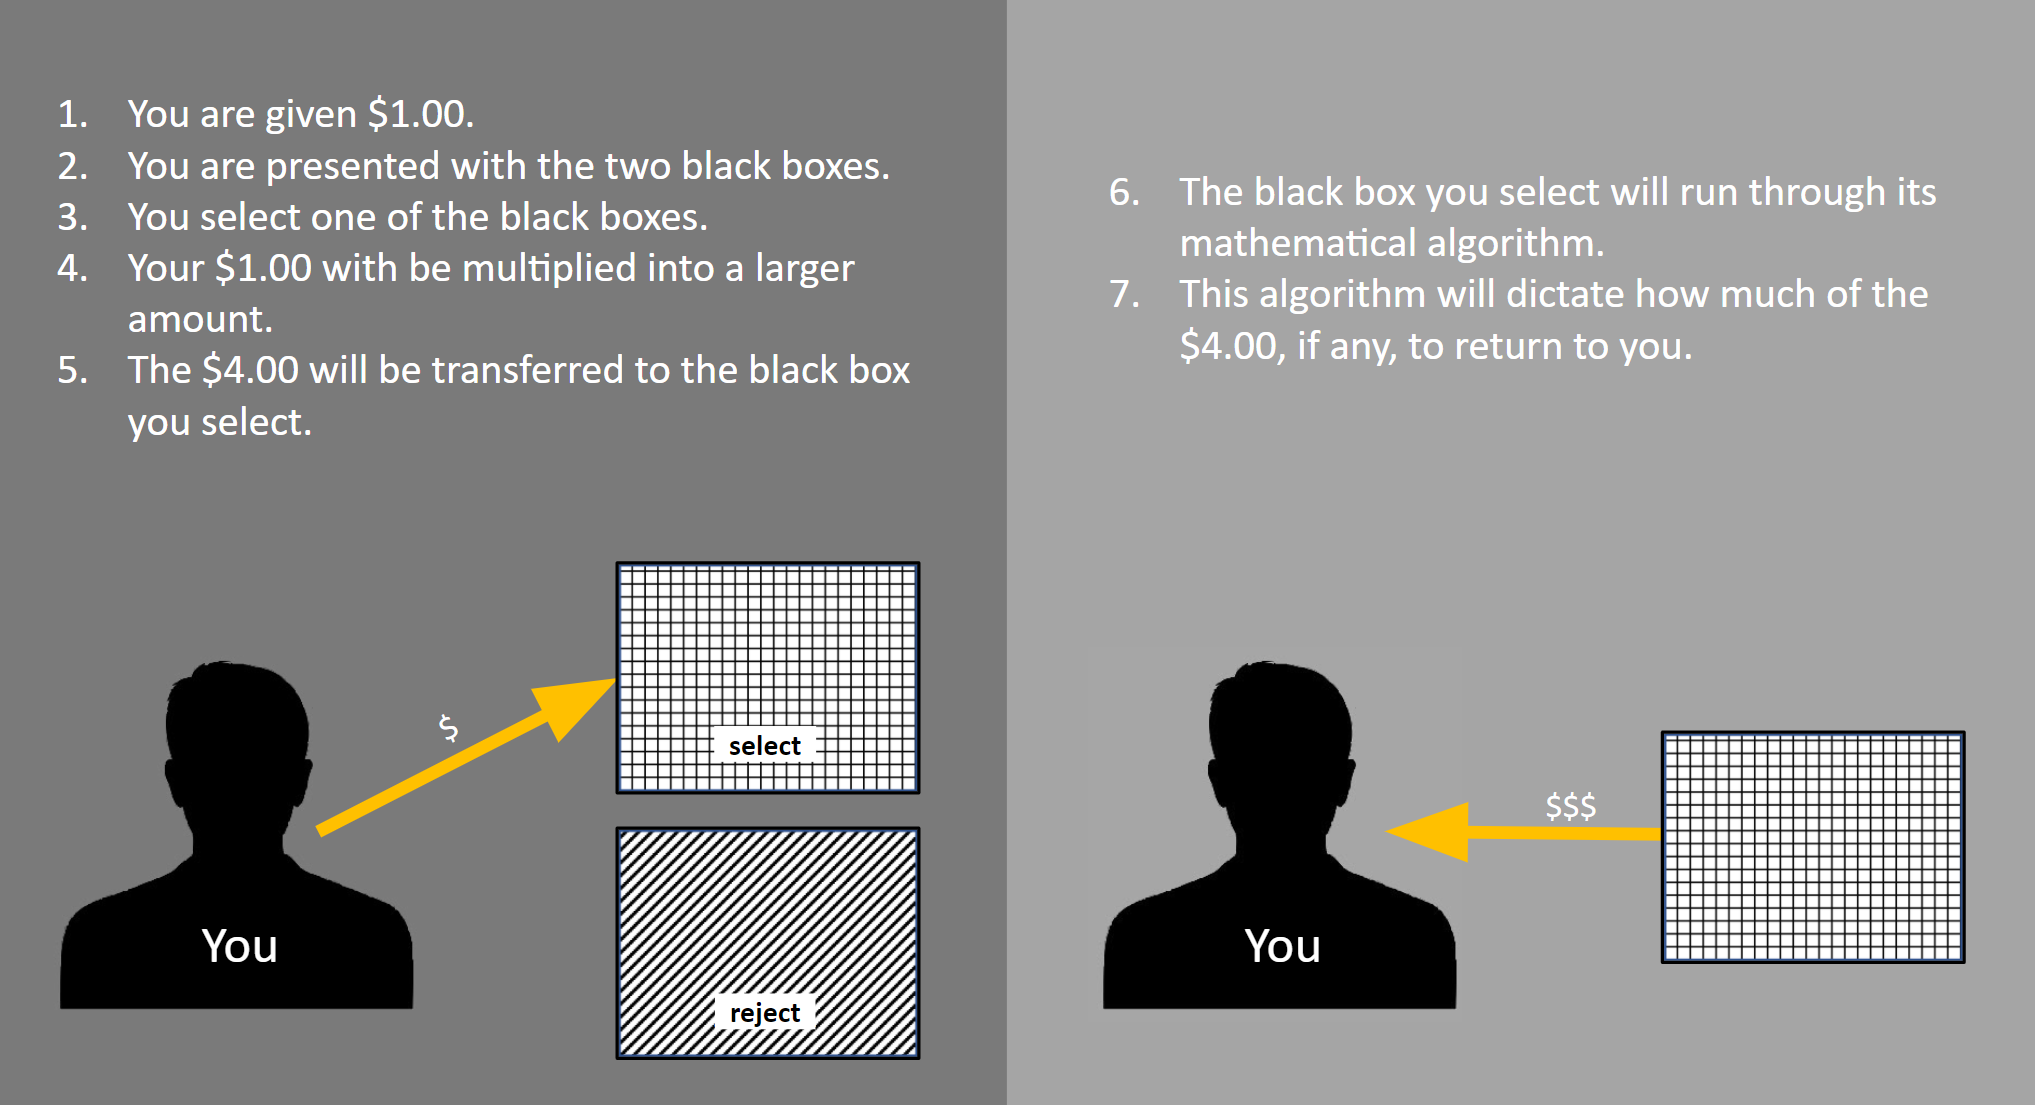 1. You are given $1.00.
2. You are presented with the two black boxes.
3. You select one of the black boxes.
4. Your $1.00 with be multiplied into a larger
amount.
5. The $4.00 will be transferred to the black box
you select.
$
select
reject
You
6. The black box you select will run through its
mathematical algorithm.
7. This algorithm will dictate how much of the
$4.00, if any, to return to you.
$$$
You